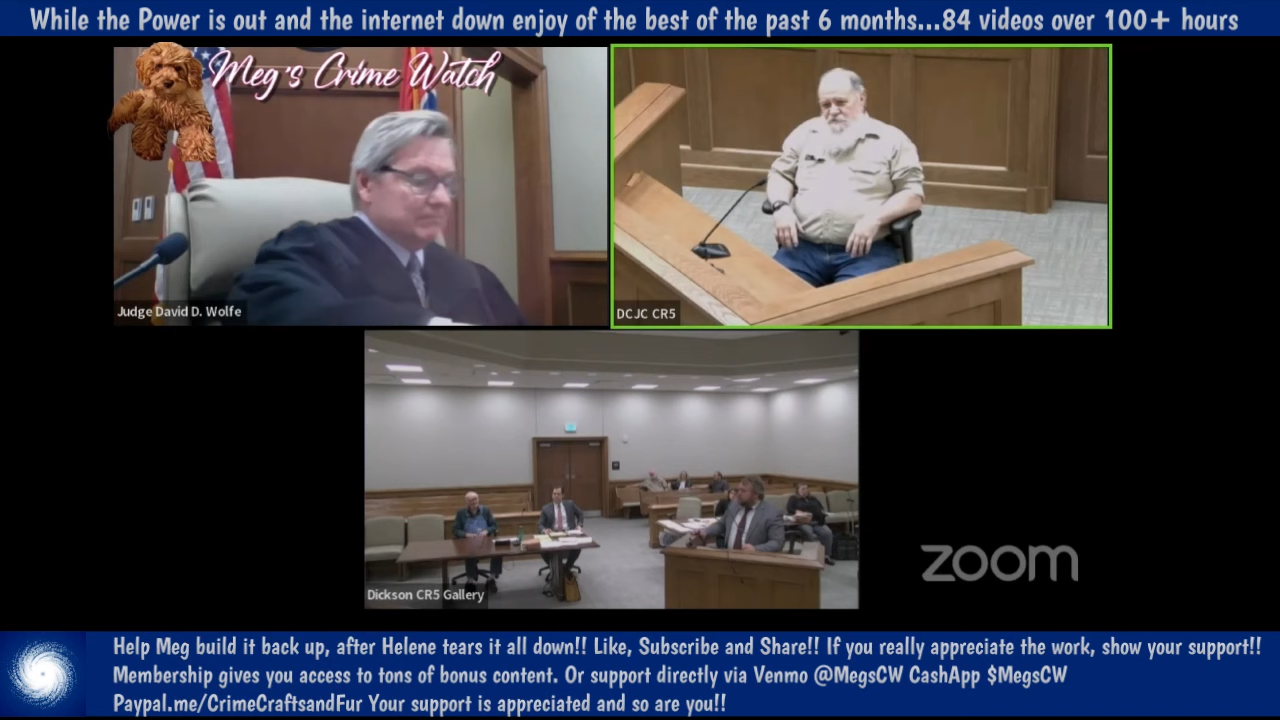 While the Power is out and the internet down enjoy of the best of the past 6 months...84 videos over 100+ hours
Meg's Crime Watch
Judge David D. Wolfe
DCJC CR5
Dickson CR5 Gallery
zoom
Help Meg build it back up, after Helene tears it all down!! Like, Subscribe and Share!! If you really appreciate the work, show your support!!
Membership gives you access to tons of bonus content. Or support directly via Venmo @MegsCW CashApp $MegsCW
Paypal.me/CrimeCraftsandFur Your support is appreciated and so are you!!